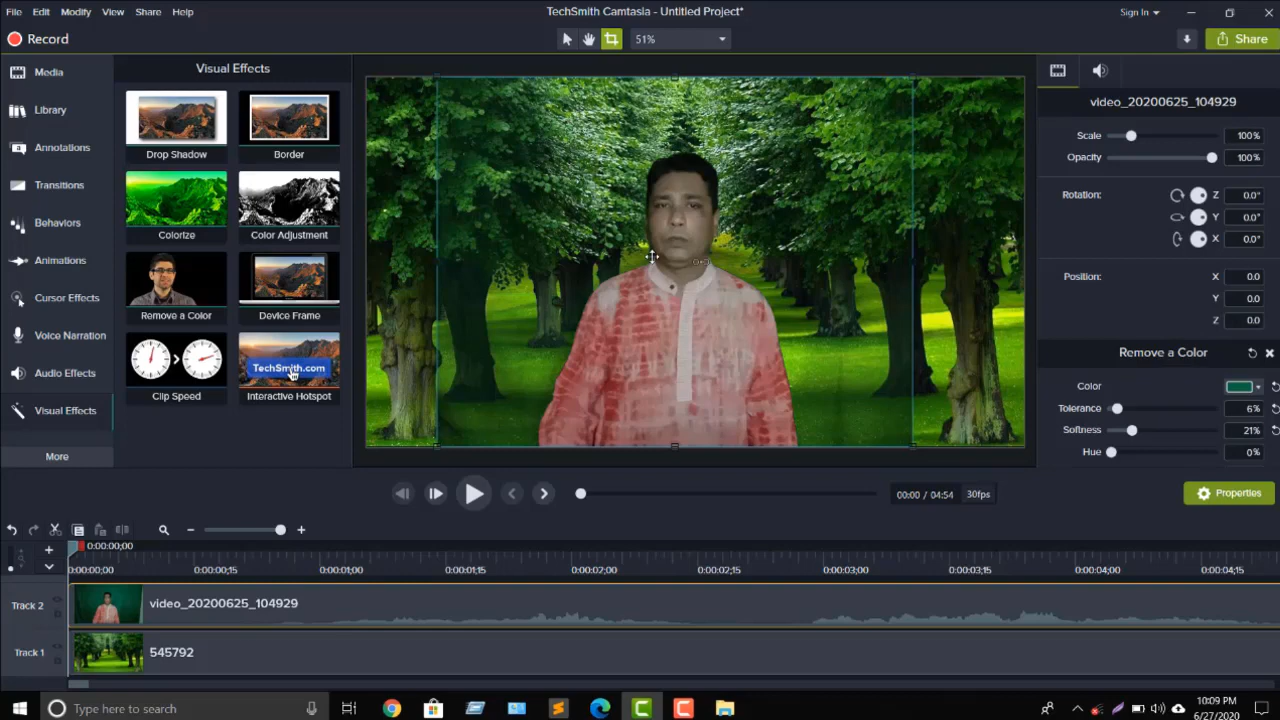 File Edit Modify View Share Help
TechSmith Camtasia - Untitled Project*
Sign In
Record
51%
Share
Media
Library
Annotations
Transitions
Behaviors
Animations
Cursor Effects
Voice Narration
Audio Effects
Visual Effects
More
Visual Effects
Drop Shadow
Border
Colorize
Color Adjustment
Remove a Color
Device Frame
TechSmith.com
Clip Speed
Interactive Hotspot
video_20200625_104929
Scale 100%
Opacity 100%
Rotation: Z 0.0°
Y 0.0°
X 0.0°
Position: X 0.0
Y 0.0
Z 0.0
Remove a Color
Color
Tolerance 6%
Softness 21%
Hue 0%
00:00 / 04:54 30fps
Properties
0:00:00;00
0:00:00;00 0:00:00;15 0:00:01;00 0:00:01;15 0:00:02;00 0:00:02;15 0:00:03;00 0:00:03;15 0:00:04;00 0:00:04;15
Track 2 video_20200625_104929
Track 1 545792
Type here to search
10:09 PM
6/27/2020